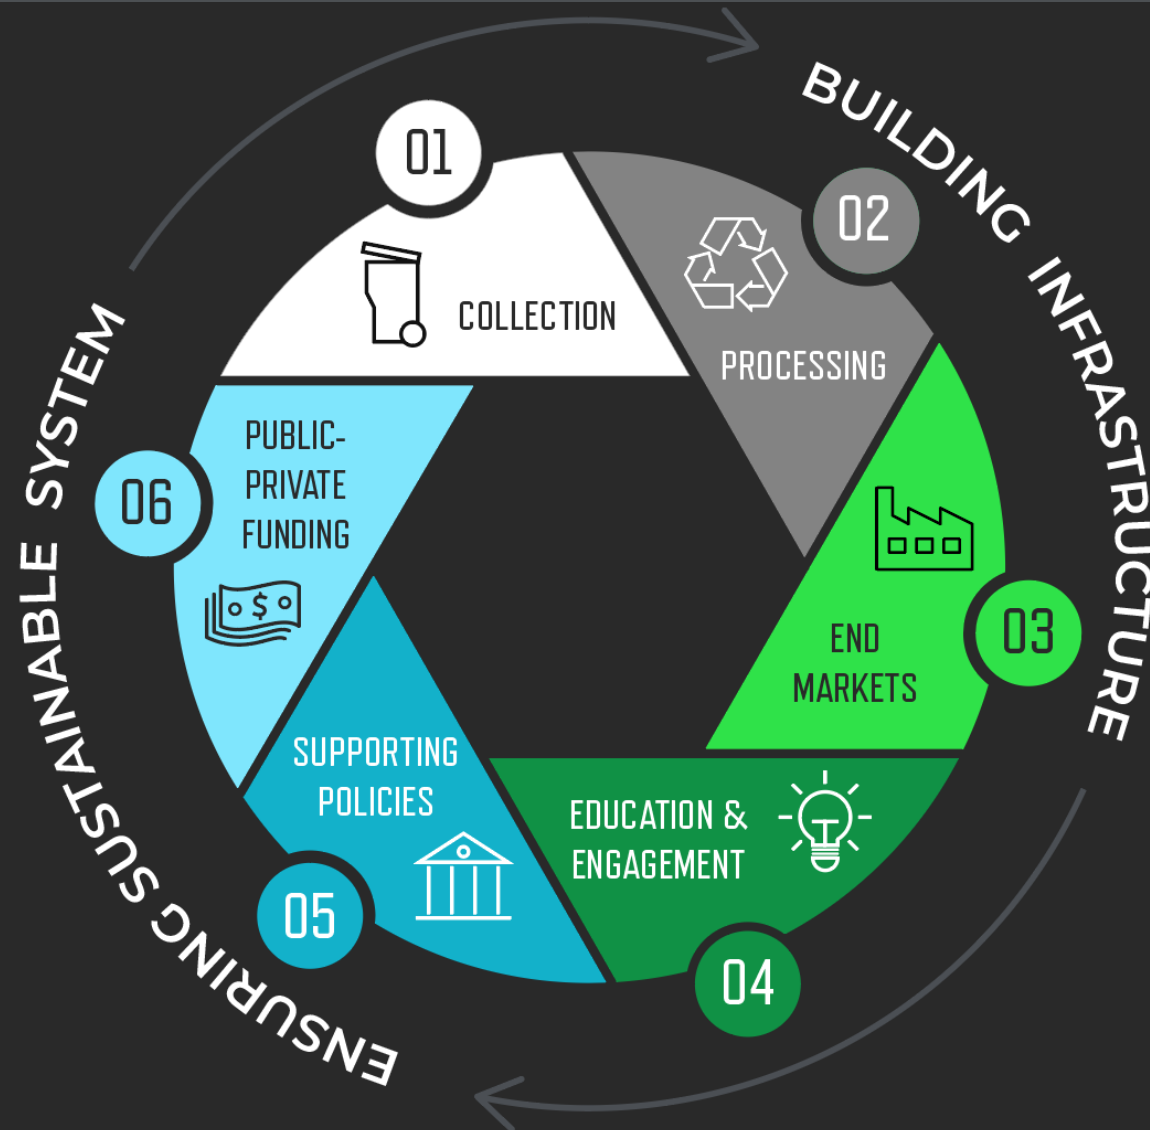 BUILDING INFRASTRUCTURE
01
COLLECTION
02
PROCESSING
03
END
MARKETS
04
EDUCATION &
ENGAGEMENT
05
SUPPORTING
POLICIES
06
PUBLIC-
PRIVATE
FUNDING
$
ENSURING SUSTAINABLE SYSTEM